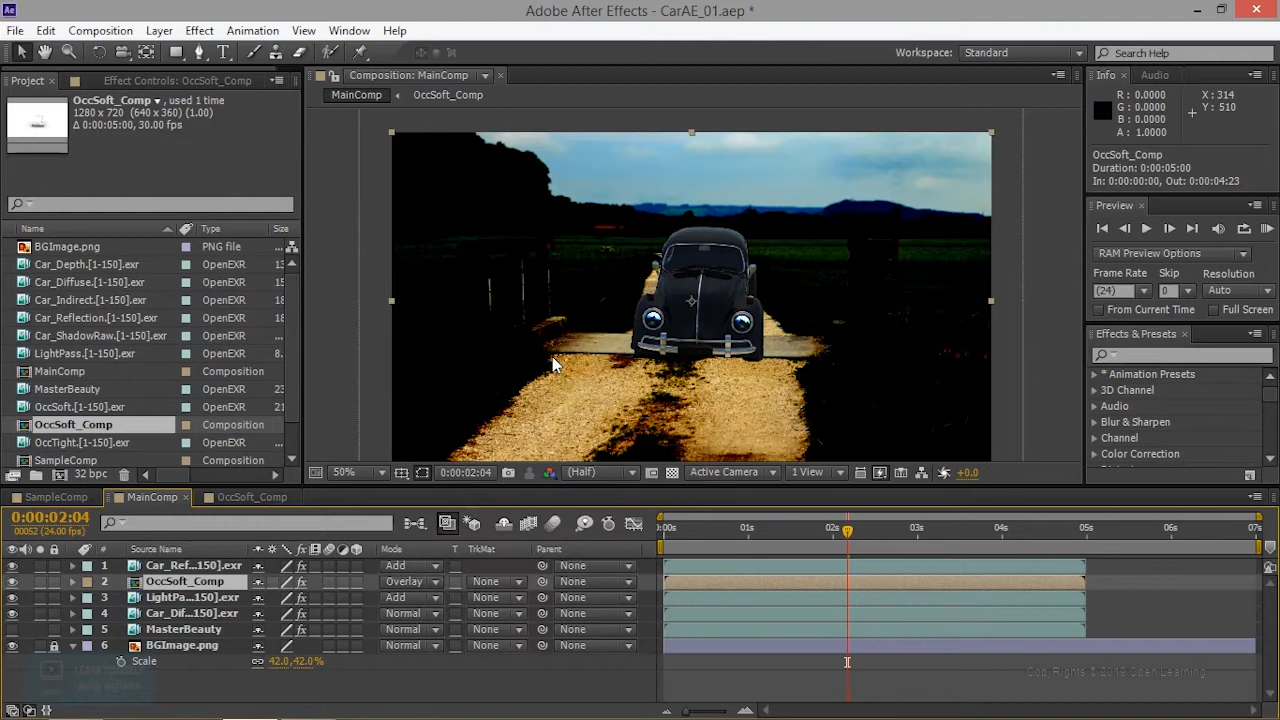 Adobe After Effects - CarAE_01.aep *
File Edit Composition Layer Effect Animation View Window Help
Workspace: Standard Search Help
Project Effect Controls: OccSoft_Comp Composition: MainComp Info Audio
OccSoft_Comp , used 1 time
1280 x 720 (640 x 360) (1.00)
Δ 0:00:05:00, 30.00 fps
MainComp OccSoft_Comp
R: 0.0000 X: 314
G: 0.0000 Y: 510
B: 0.0000
A: 1.0000
OccSoft_Comp
Duration: 0:00:05:00
In: 0:00:00:00, Out: 0:00:04:23
Preview
RAM Preview Options
Frame Rate Skip Resolution
(24) 0 Auto
From Current Time Full Screen
Effects & Presets
* Animation Presets
3D Channel
Audio
Blur & Sharpen
Channel
Color Correction
Name Type Size
BGImage.png PNG file
Car_Depth.[1-150].exr OpenEXR 13
Car_Diffuse.[1-150].exr OpenEXR 15
Car_Indirect.[1-150].exr OpenEXR 18
Car_Reflection.[1-150].exr OpenEXR 18
Car_ShadowRaw.[1-150].exr OpenEXR ...
LightPass.[1-150].exr OpenEXR 8.
MainComp Composition
MasterBeauty OpenEXR 23
OccSoft.[1-150].exr OpenEXR 21
OccSoft_Comp Composition
OccTight.[1-150].exr OpenEXR ...
SampleComp Composition
32 bpc
50% 0:00:02:04 (Half) Active Camera 1 View +0.0
SampleComp MainComp OccSoft_Comp
0:00:02:04
00052 (24.00 fps)
0:00s 01s 02s 03s 04s 05s 06s 07s
# Source Name Mode T TrkMat Parent
1 Car_Ref...150].exr Add None
2 OccSoft_Comp Overlay None None
3 LightPa...150].exr Add None None
4 Car_Dif...150].exr Normal None None
5 MasterBeauty Normal None None
6 BGImage.png Normal None None
Scale 42.0,42.0%
Cop Rights © 2019 Open Learning